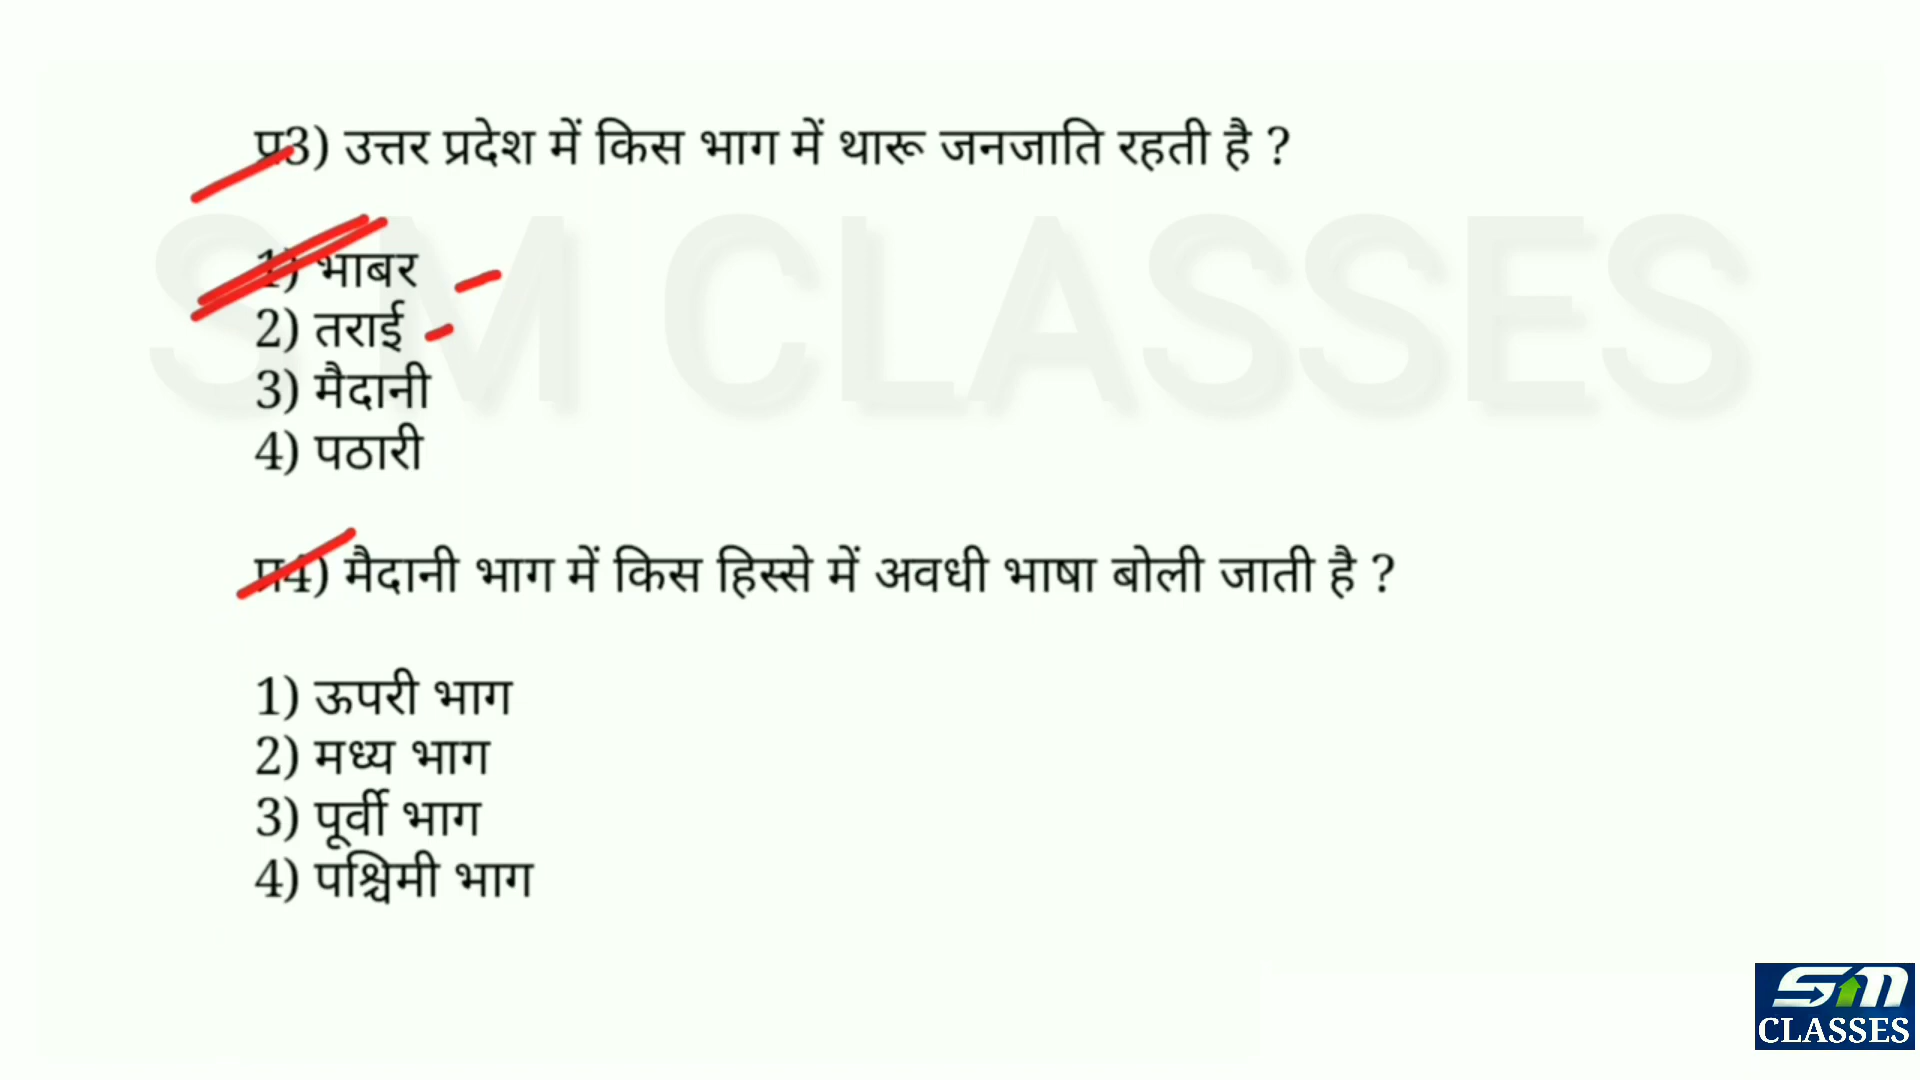 प्र3) उत्तर प्रदेश में किस भाग में थारू जनजाति रहती है ?
1) भाबर
2) तराई
3) मैदानी
4) पठारी
प्र4) मैदानी भाग में किस हिस्से में अवधी भाषा बोली जाती है ?
1) ऊपरी भाग
2) मध्य भाग
3) पूर्वी भाग
4) पश्चिमी भाग
S M CLASSES
SM
CLASSES